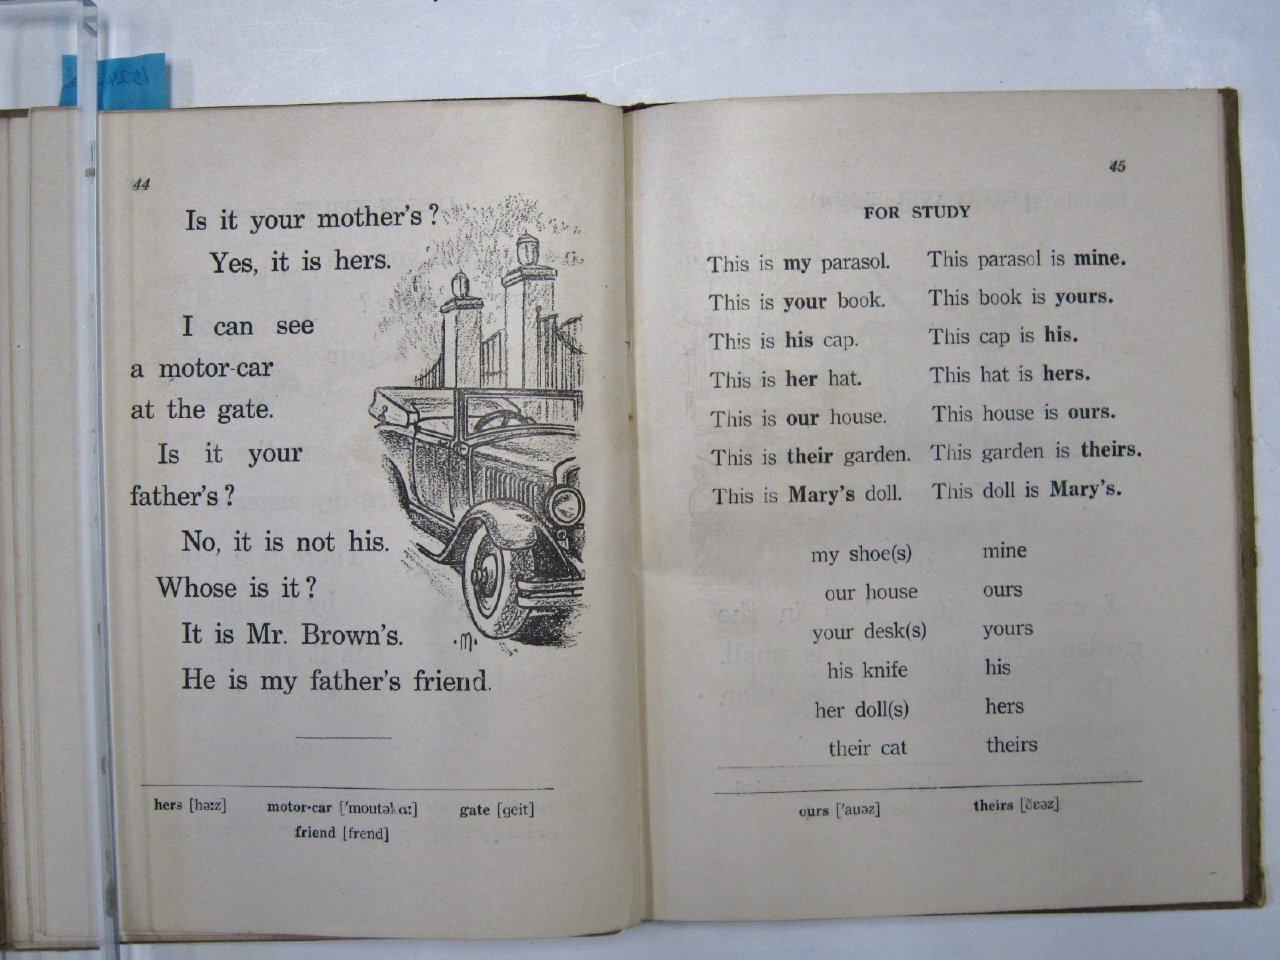 44
Is it your mother's?
Yes, it is hers.
I can see
a motor-car
at the gate.
Is it your
father's?
No, it is not his.
Whose is it?
It is Mr. Brown's.
He is my father's friend.
·M·
hers [həːz] motor-car ['moutəkɑː] gate [geit]
friend [frend]
45
FOR STUDY
This is my parasol. This parasol is mine.
This is your book. This book is yours.
This is his cap. This cap is his.
This is her hat. This hat is hers.
This is our house. This house is ours.
This is their garden. This garden is theirs.
This is Mary's doll. This doll is Mary's.
my shoe(s) mine
our house ours
your desk(s) yours
his knife his
her doll(s) hers
their cat theirs
ours ['auəz] theirs [ðɛəz]